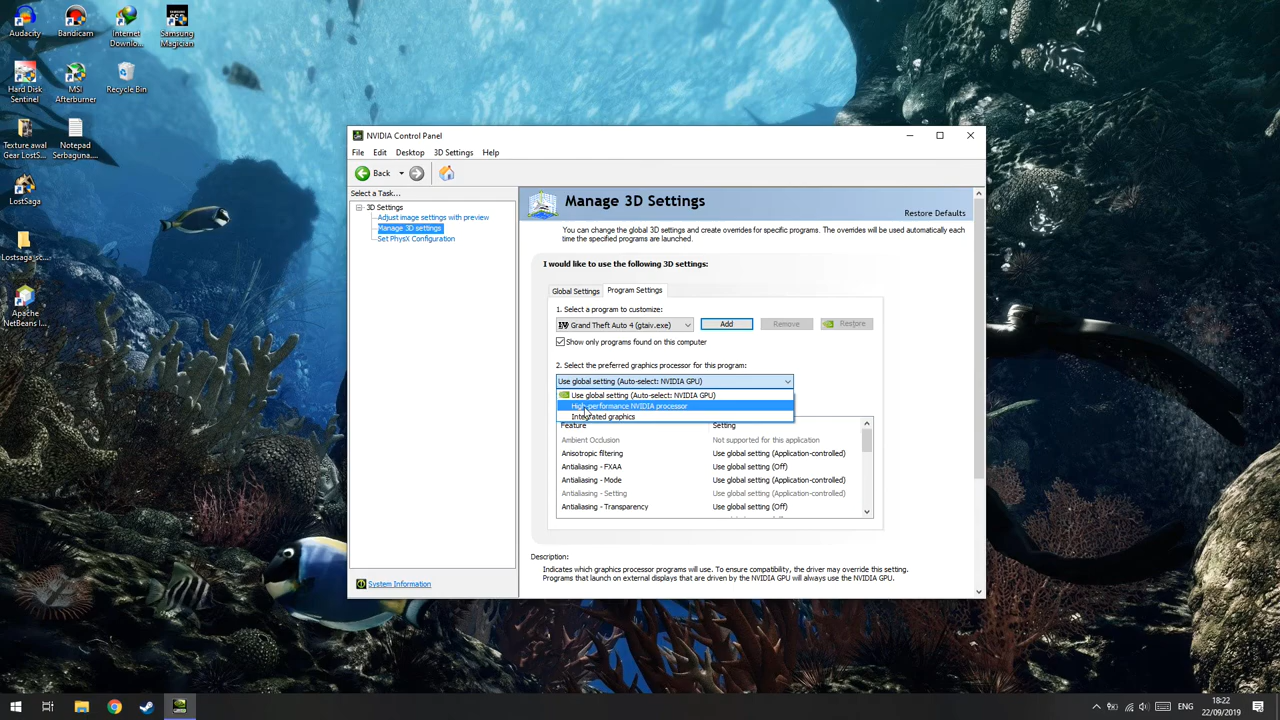 Audacity
Bandicam
Internet
Downlo...
Samsung
Magician
Hard Disk
Sentinel
MSI
Afterburner
Recycle Bin
Texture awal
Gear LostS...
Notepad
Serbaguna....
LostSaga
Lostsaga_sc...
Apache
NetBeans I...
NVIDIA Control Panel
File Edit Desktop 3D Settings Help
Back
Select a Task...
3D Settings
Adjust image settings with preview
Manage 3D settings
Set PhysX Configuration
System Information
Manage 3D Settings
Restore Defaults
You can change the global 3D settings and create overrides for specific programs. The overrides will be used automatically each
time the specified programs are launched.
I would like to use the following 3D settings:
Global Settings Program Settings
1. Select a program to customize:
Grand Theft Auto 4 (gtaiv.exe) Add Remove Restore
Show only programs found on this computer
2. Select the preferred graphics processor for this program:
Use global setting (Auto-select: NVIDIA GPU)
Use global setting (Auto-select: NVIDIA GPU)
High-performance NVIDIA processor
Integrated graphics
Feature Setting
Ambient Occlusion Not supported for this application
Anisotropic filtering Use global setting (Application-controlled)
Antialiasing - FXAA Use global setting (Off)
Antialiasing - Mode Use global setting (Application-controlled)
Antialiasing - Setting Use global setting (Application-controlled)
Antialiasing - Transparency Use global setting (Off)
Description:
Indicates which graphics processor programs will use. To ensure compatibility, the driver may override this setting.
Programs that launch on external displays that are driven by the NVIDIA GPU will always use the NVIDIA GPU.
ENG
18:22
22/09/2019